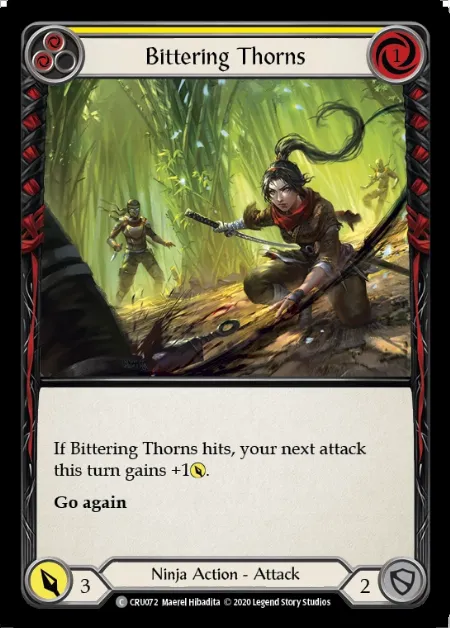 Bittering Thorns
1
If Bittering Thorns hits, your next attack
this turn gains +1.
Go again
3
Ninja Action - Attack
2
C CRU072 Maerel Hibadita © 2020 Legend Story Studios